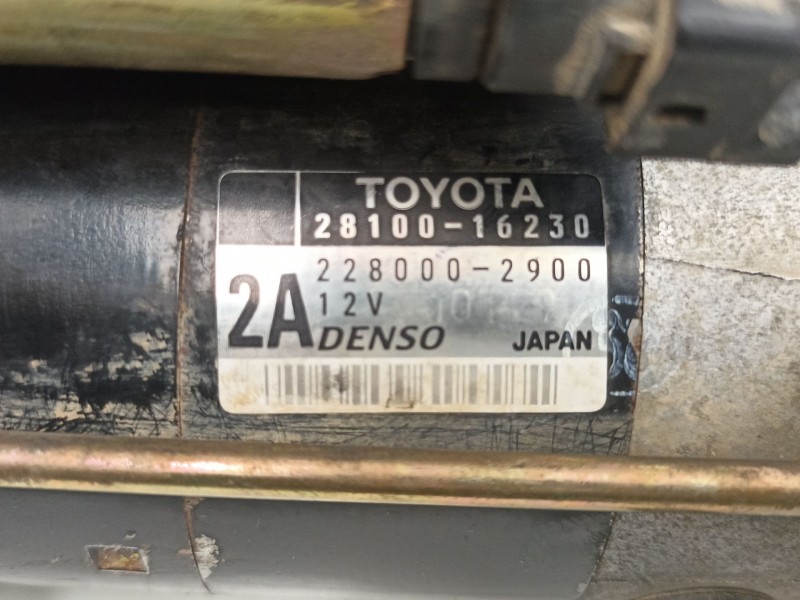 TOYOTA
28100-16230
228000-2900
2A
12V
DENSO
JAPAN